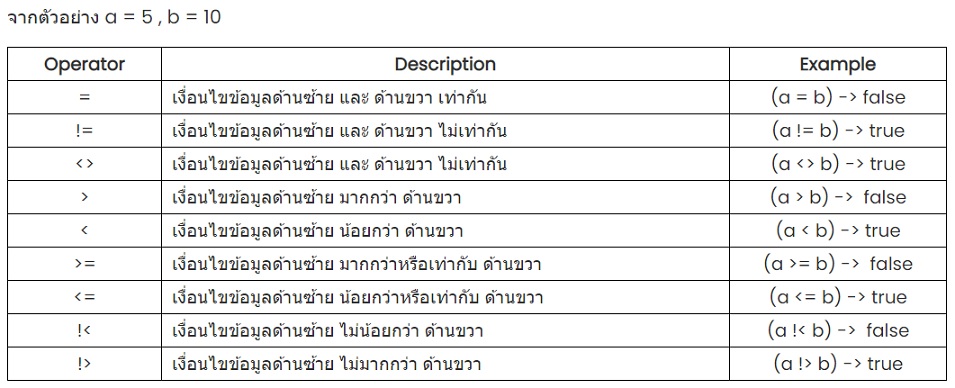 จากตัวอย่าง a = 5 , b = 10
Operator Description Example
= เงื่อนไขข้อมูลด้านซ้าย และ ด้านขวา เท่ากัน (a = b) -> false
!= เงื่อนไขข้อมูลด้านซ้าย และ ด้านขวา ไม่เท่ากัน (a != b) -> true
<> เงื่อนไขข้อมูลด้านซ้าย และ ด้านขวา ไม่เท่ากัน (a <> b) -> true
> เงื่อนไขข้อมูลด้านซ้าย มากกว่า ด้านขวา (a > b) -> false
< เงื่อนไขข้อมูลด้านซ้าย น้อยกว่า ด้านขวา (a < b) -> true
>= เงื่อนไขข้อมูลด้านซ้าย มากกว่าหรือเท่ากับ ด้านขวา (a >= b) -> false
<= เงื่อนไขข้อมูลด้านซ้าย น้อยกว่าหรือเท่ากับ ด้านขวา (a <= b) -> true
!< เงื่อนไขข้อมูลด้านซ้าย ไม่น้อยกว่า ด้านขวา (a !< b) -> false
!> เงื่อนไขข้อมูลด้านซ้าย ไม่มากกว่า ด้านขวา (a !> b) -> true